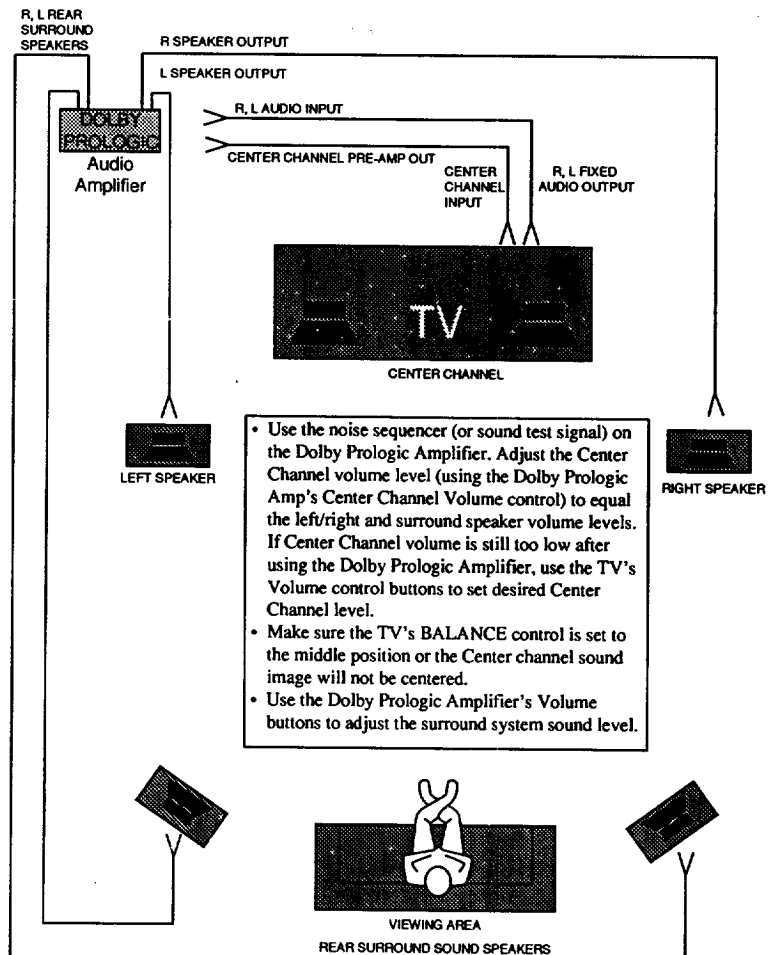 R, L REAR
SURROUND
SPEAKERS
R SPEAKER OUTPUT
L SPEAKER OUTPUT
DOLBY
PROLOGIC
Audio
Amplifier
R, L AUDIO INPUT
CENTER CHANNEL PRE-AMP OUT
CENTER
CHANNEL
INPUT
R, L FIXED
AUDIO OUTPUT
TV
CENTER CHANNEL
LEFT SPEAKER
RIGHT SPEAKER
• Use the noise sequencer (or sound test signal) on
the Dolby Prologic Amplifier. Adjust the Center
Channel volume level (using the Dolby Prologic
Amp's Center Channel Volume control) to equal
the left/right and surround speaker volume levels.
If Center Channel volume is still too low after
using the Dolby Prologic Amplifier, use the TV's
Volume control buttons to set desired Center
Channel level.
• Make sure the TV's BALANCE control is set to
the middle position or the Center channel sound
image will not be centered.
• Use the Dolby Prologic Amplifier's Volume
buttons to adjust the surround system sound level.
VIEWING AREA
REAR SURROUND SOUND SPEAKERS